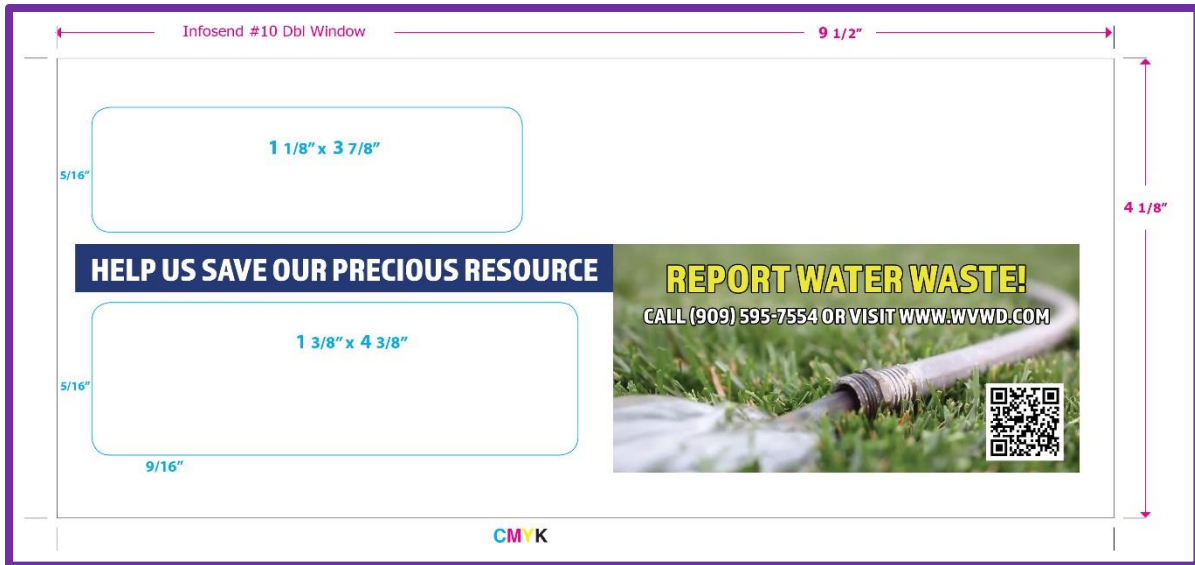 Infosend #10 Dbl Window
9 1/2"
1 1/8" x 3 7/8"
5/16"
4 1/8"
HELP US SAVE OUR PRECIOUS RESOURCE
REPORT WATER WASTE!
CALL (909) 595-7554 OR VISIT WWW.WVWD.COM
1 3/8" x 4 3/8"
5/16"
9/16"
CMYK